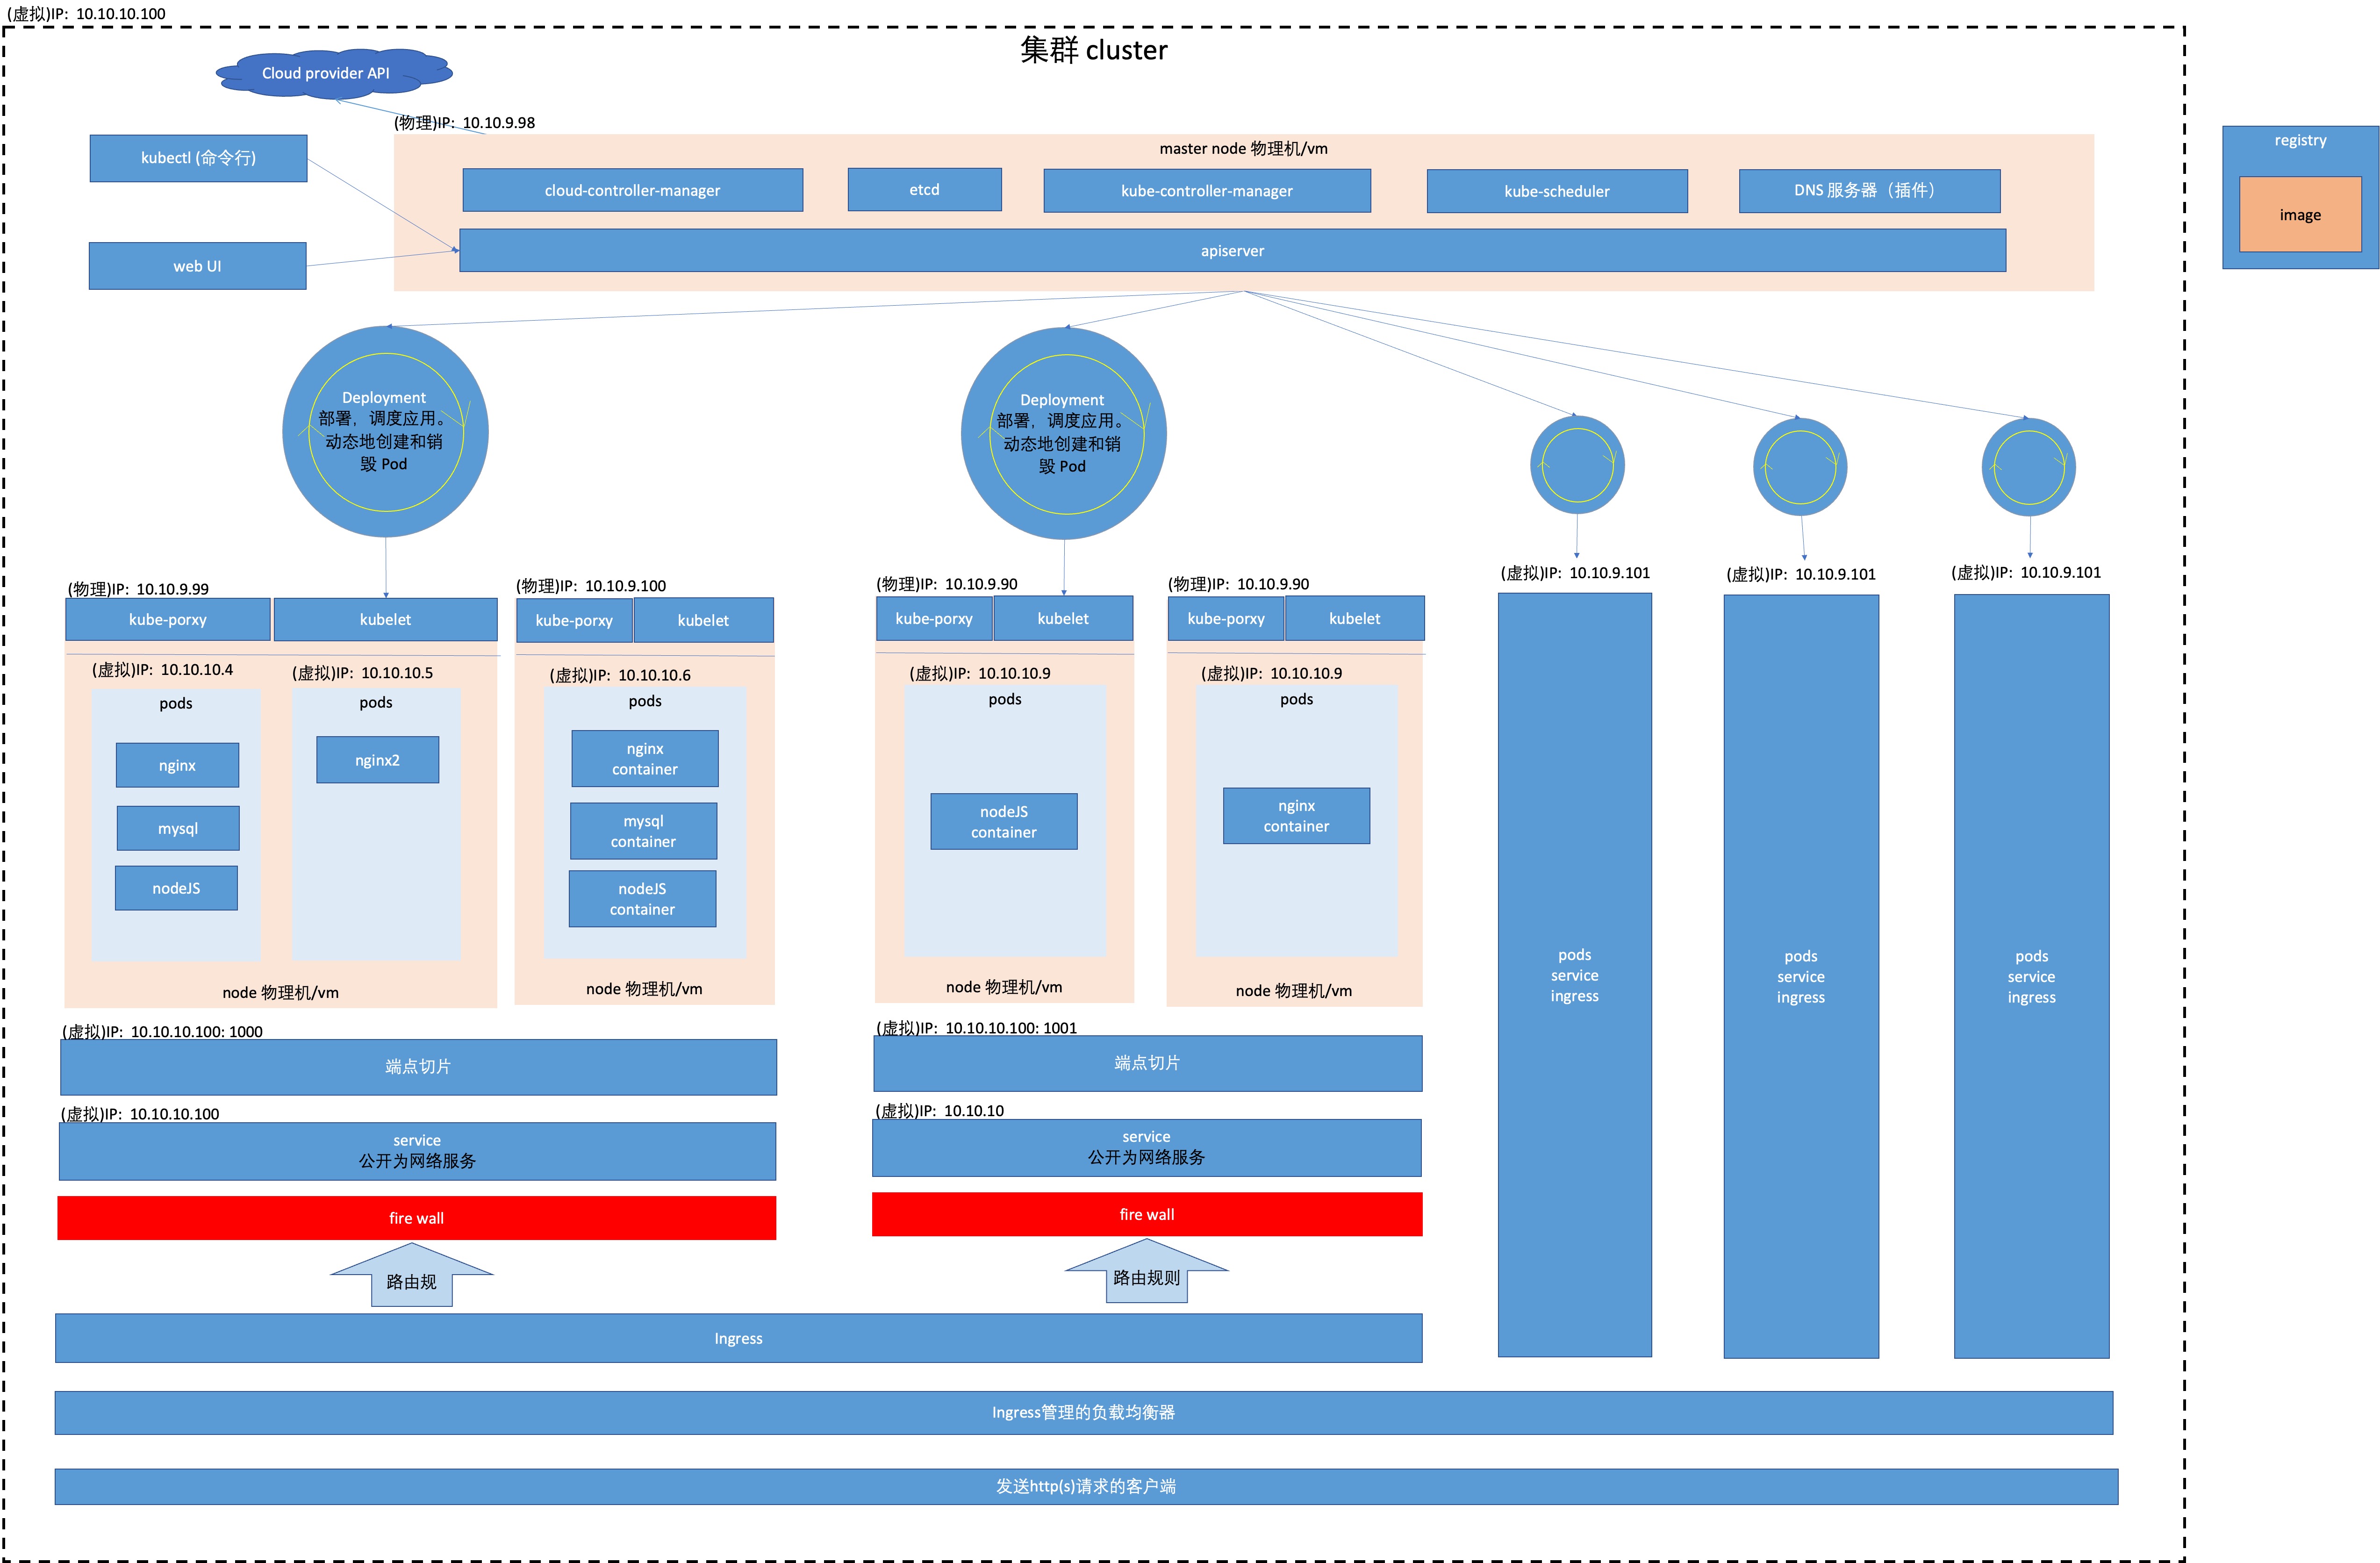 (虚拟)IP: 10.10.10.100
集群 cluster
Cloud provider API
(物理)IP: 10.10.9.98
master node 物理机/vm
kubectl (命令行)
web UI
cloud-controller-manager
etcd
kube-controller-manager
kube-scheduler
DNS 服务器（插件）
apiserver
registry
image
Deployment
部署，调度应用。
动态地创建和销
毁 Pod
Deployment
部署，调度应用。
动态地创建和销
毁 Pod
(物理)IP: 10.10.9.99
kube-porxy
kubelet
(虚拟)IP: 10.10.10.4
pods
nginx
mysql
nodeJS
(虚拟)IP: 10.10.10.5
pods
nginx2
node 物理机/vm
(物理)IP: 10.10.9.100
kube-porxy
kubelet
(虚拟)IP: 10.10.10.6
pods
nginx
container
mysql
container
nodeJS
container
node 物理机/vm
(物理)IP: 10.10.9.90
kube-porxy
kubelet
(虚拟)IP: 10.10.10.9
pods
nodeJS
container
node 物理机/vm
(物理)IP: 10.10.9.90
kube-porxy
kubelet
(虚拟)IP: 10.10.10.9
pods
nginx
container
node 物理机/vm
(虚拟)IP: 10.10.9.101
pods
service
ingress
(虚拟)IP: 10.10.9.101
pods
service
ingress
(虚拟)IP: 10.10.9.101
pods
service
ingress
(虚拟)IP: 10.10.10.100: 1000
端点切片
(虚拟)IP: 10.10.10.100
service
公开为网络服务
fire wall
路由规
(虚拟)IP: 10.10.10.100: 1001
端点切片
(虚拟)IP: 10.10.10
service
公开为网络服务
fire wall
路由规则
Ingress
Ingress管理的负载均衡器
发送http(s)请求的客户端